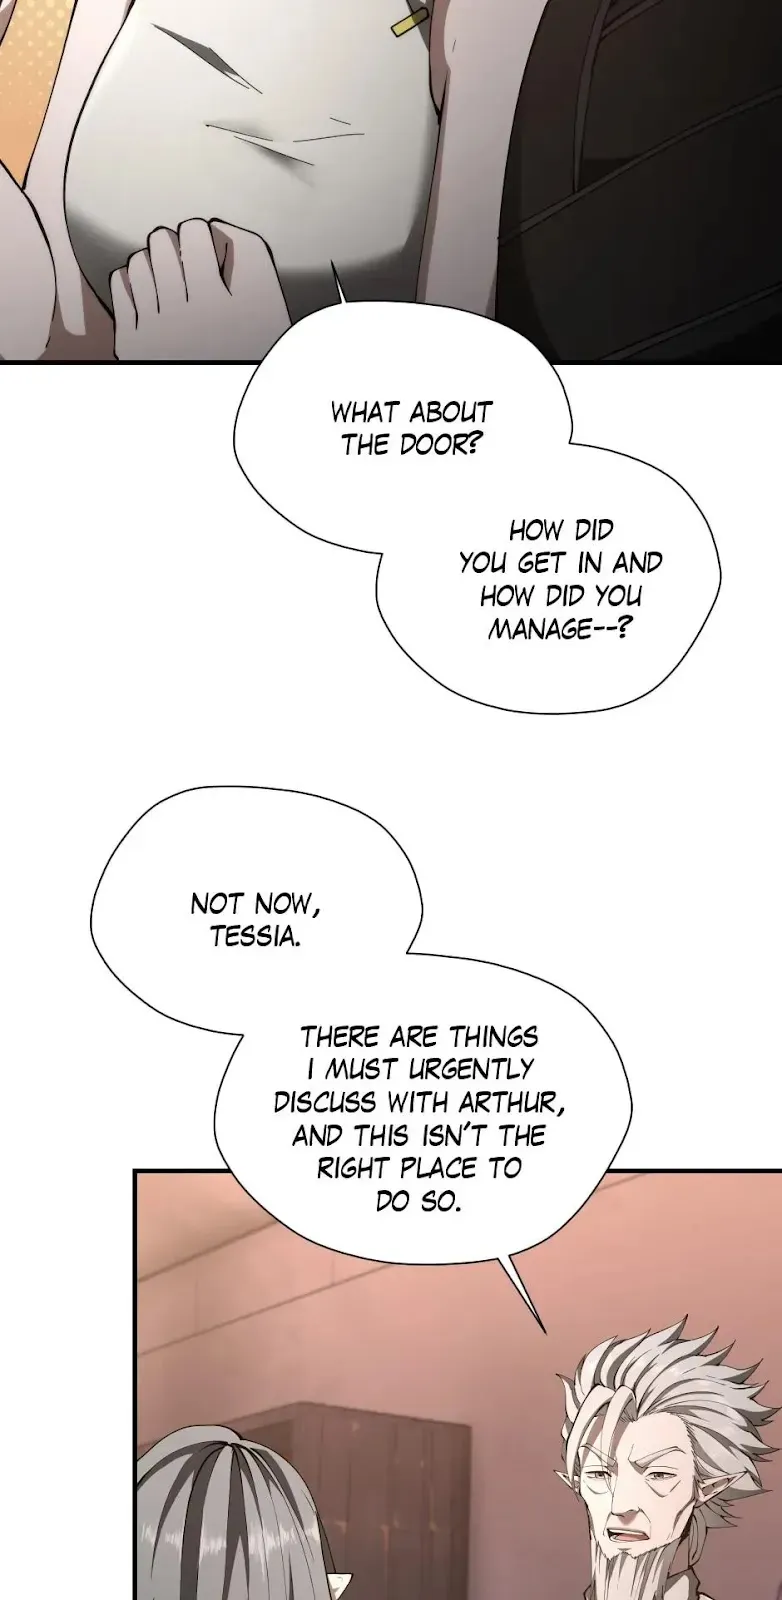 WHAT ABOUT
THE DOOR?
HOW DID
YOU GET IN AND
HOW DID YOU
MANAGE--?
NOT NOW,
TESSIA.
THERE ARE THINGS
I MUST URGENTLY
DISCUSS WITH ARTHUR,
AND THIS ISN'T THE
RIGHT PLACE TO
DO SO.